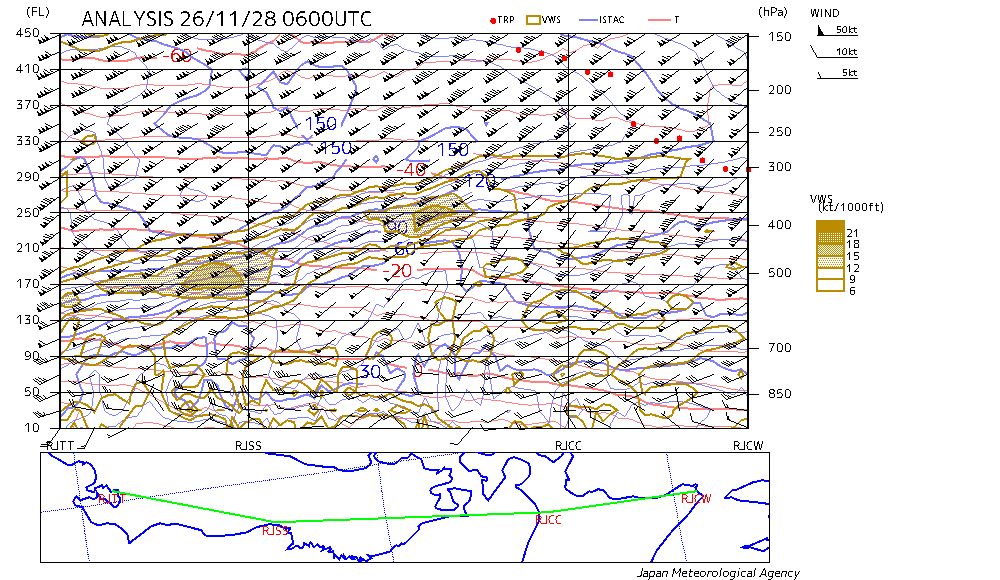 (FL) ANALYSIS 26/11/28 0600UTC TRP VWS ISTAC T (hPa) WIND
450 150 50kt
-60
410 10kt
200 5kt
370
150 250
330 150 150
-40 300
290 120
VWS
(kt/1000ft)
250 90 400
21
18
210 60 15
-20 500 12
170 9
6
130
700
90
30
50 850
10
RJTT RJSS RJCC RJCW
RJTT RJCW
RJSS RJCC
Japan Meteorological Agency